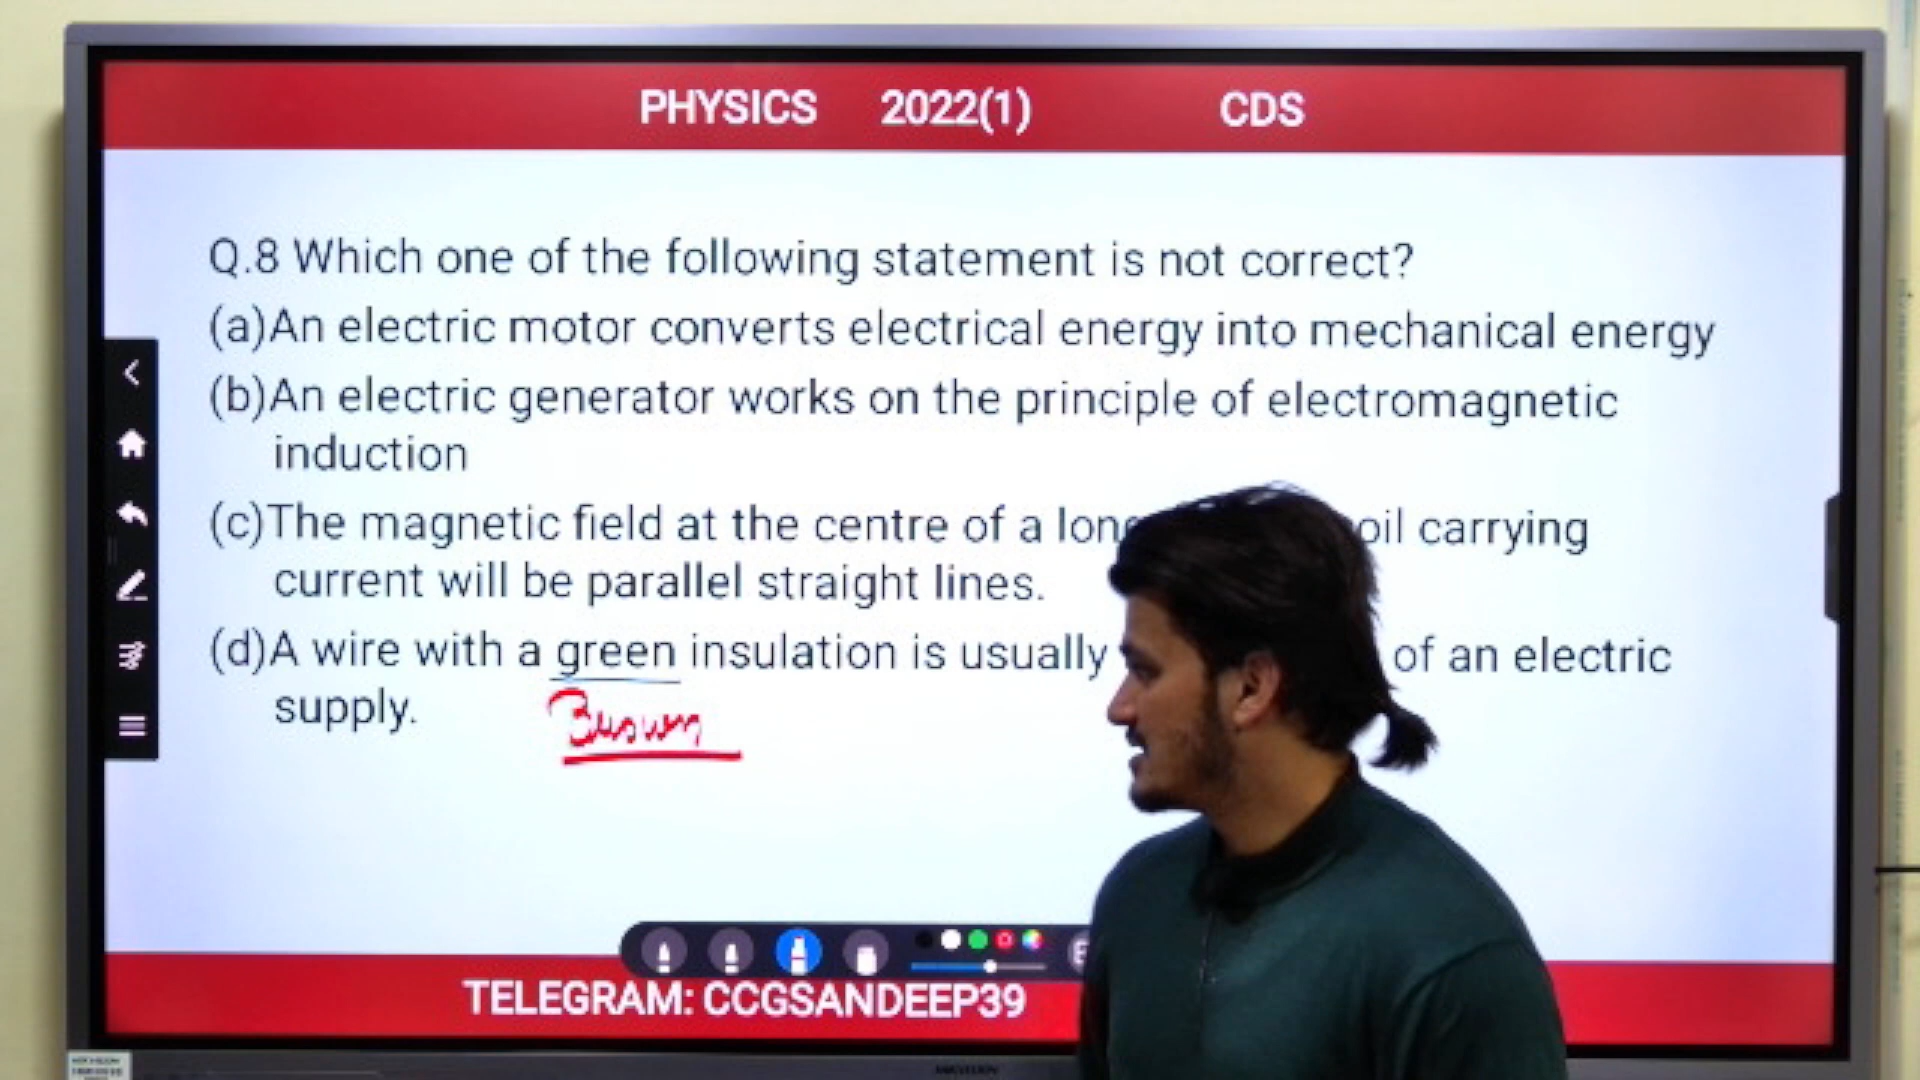 PHYSICS 2022(1) CDS
Q.8 Which one of the following statement is not correct?
(a)An electric motor converts electrical energy into mechanical energy
(b)An electric generator works on the principle of electromagnetic
induction
(c)The magnetic field at the centre of a carrying
current will be parallel straight lines.
(d)A wire with a green insulation is usually of an electric
supply.
TELEGRAM: CCGSANDEEP39